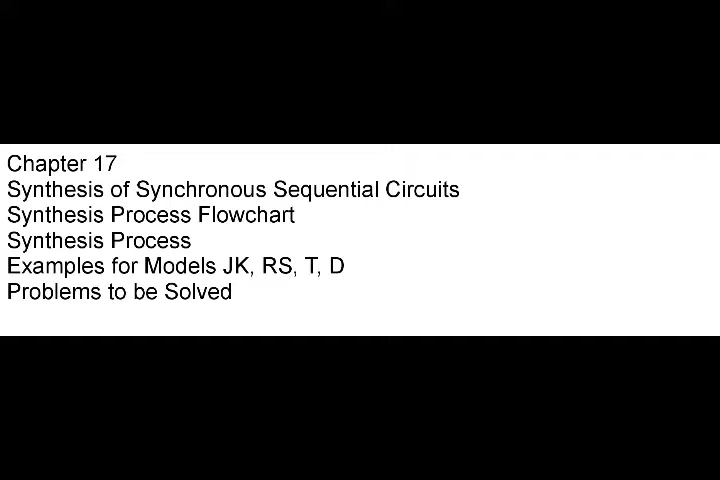 Chapter 17
Synthesis of Synchronous Sequential Circuits
Synthesis Process Flowchart
Synthesis Process
Examples for Models JK, RS, T, D
Problems to be Solved